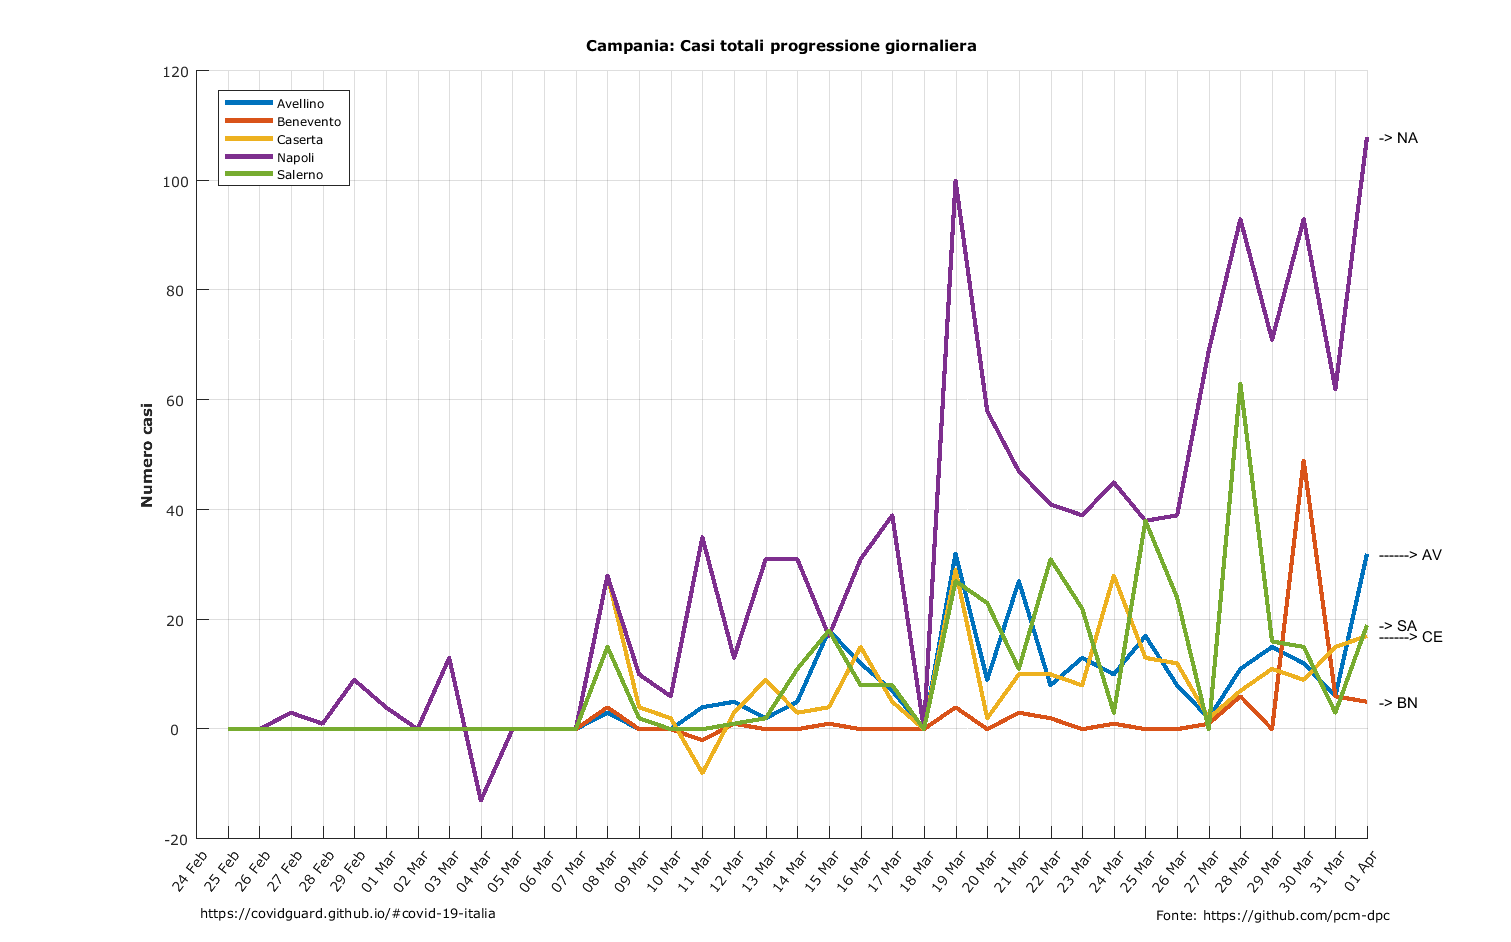 Campania: Casi totali progressione giornaliera
120
100
80
60
40
20
0
-20
Numero casi
Avellino
Benevento
Caserta
Napoli
Salerno
-> NA
------> AV
-> SA
------> CE
-> BN
24 Feb
25 Feb
26 Feb
27 Feb
28 Feb
29 Feb
01 Mar
02 Mar
03 Mar
04 Mar
05 Mar
06 Mar
07 Mar
08 Mar
09 Mar
10 Mar
11 Mar
12 Mar
13 Mar
14 Mar
15 Mar
16 Mar
17 Mar
18 Mar
19 Mar
20 Mar
21 Mar
22 Mar
23 Mar
24 Mar
25 Mar
26 Mar
27 Mar
28 Mar
29 Mar
30 Mar
31 Mar
01 Apr
https://covidguard.github.io/#covid-19-italia
Fonte: https://github.com/pcm-dpc